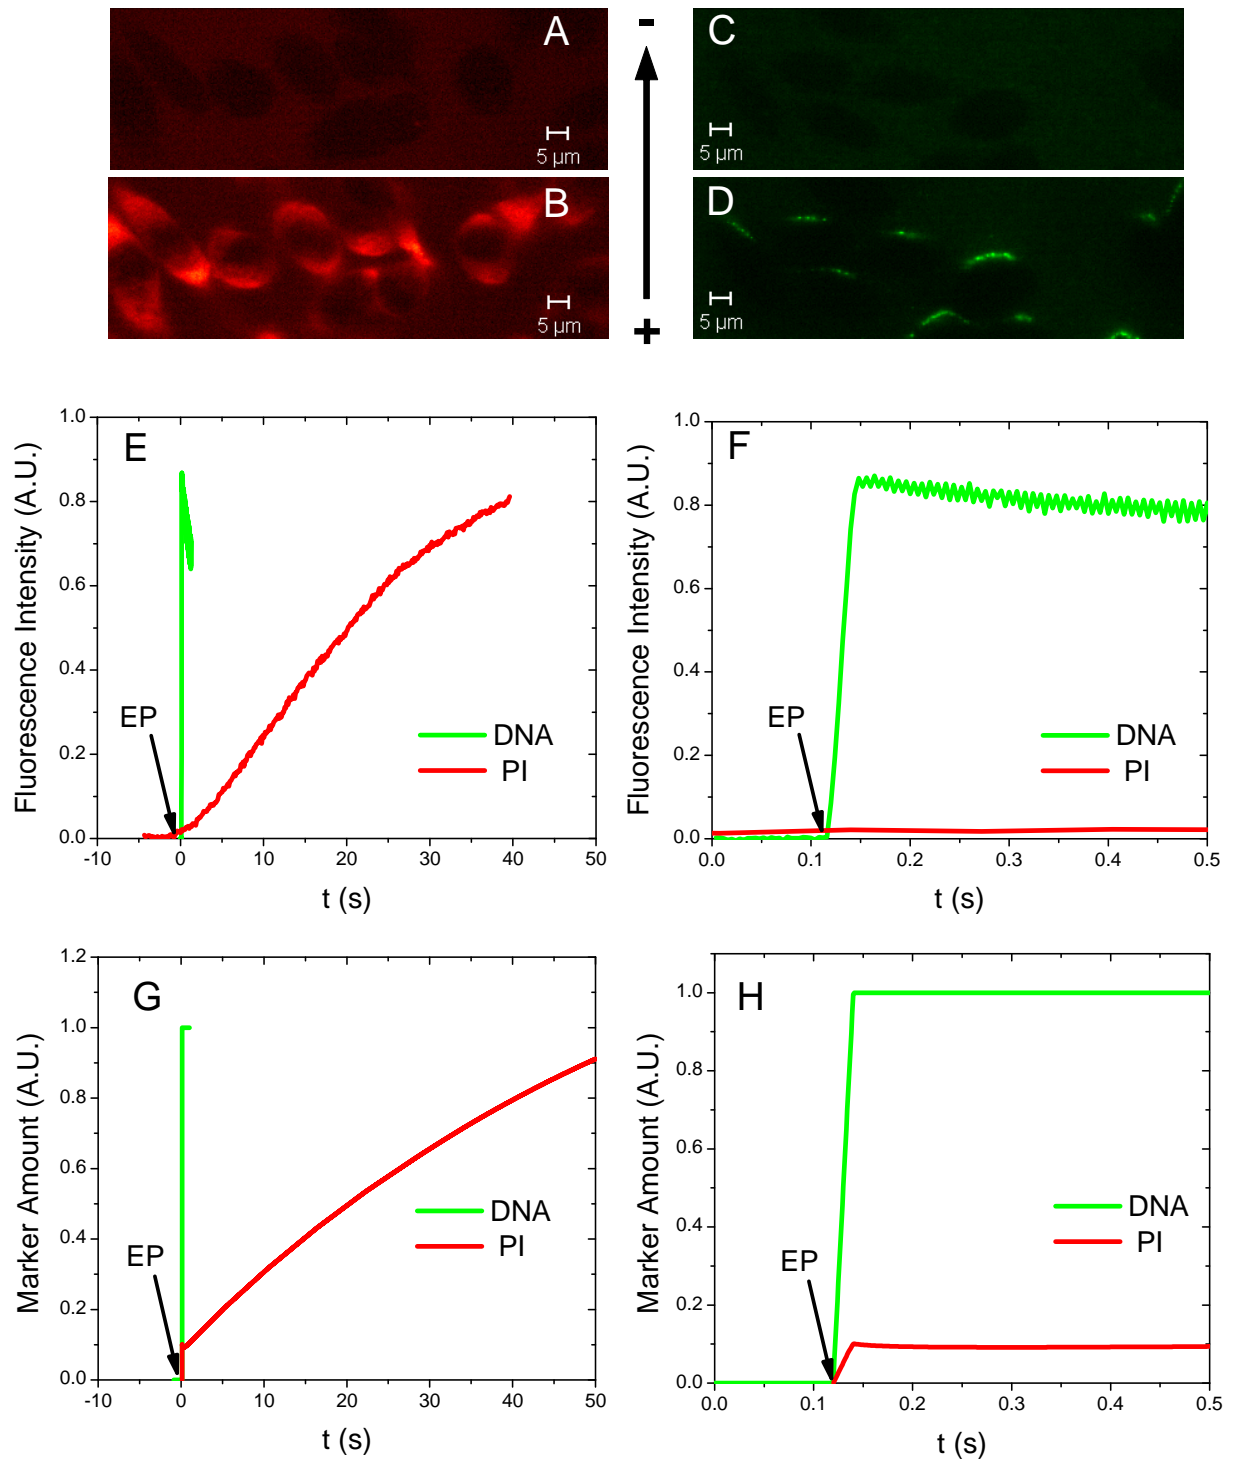 A
5 µm
B
5 µm
-
+
C
5 µm
D
5 µm
E
Fluorescence Intensity (A.U.)
1.0
0.8
0.6
0.4
0.2
0.0
EP
DNA
PI
-10 0 10 20 30 40 50
t (s)
F
Fluorescence Intensity (A.U.)
1.0
0.8
0.6
0.4
0.2
0.0
EP
DNA
PI
0.0 0.1 0.2 0.3 0.4 0.5
t (s)
G
Marker Amount (A.U.)
1.2
1.0
0.8
0.6
0.4
0.2
0.0
EP
DNA
PI
-10 0 10 20 30 40 50
t (s)
H
Marker Amount (A.U.)
1.0
0.8
0.6
0.4
0.2
0.0
EP
DNA
PI
0.0 0.1 0.2 0.3 0.4 0.5
t (s)